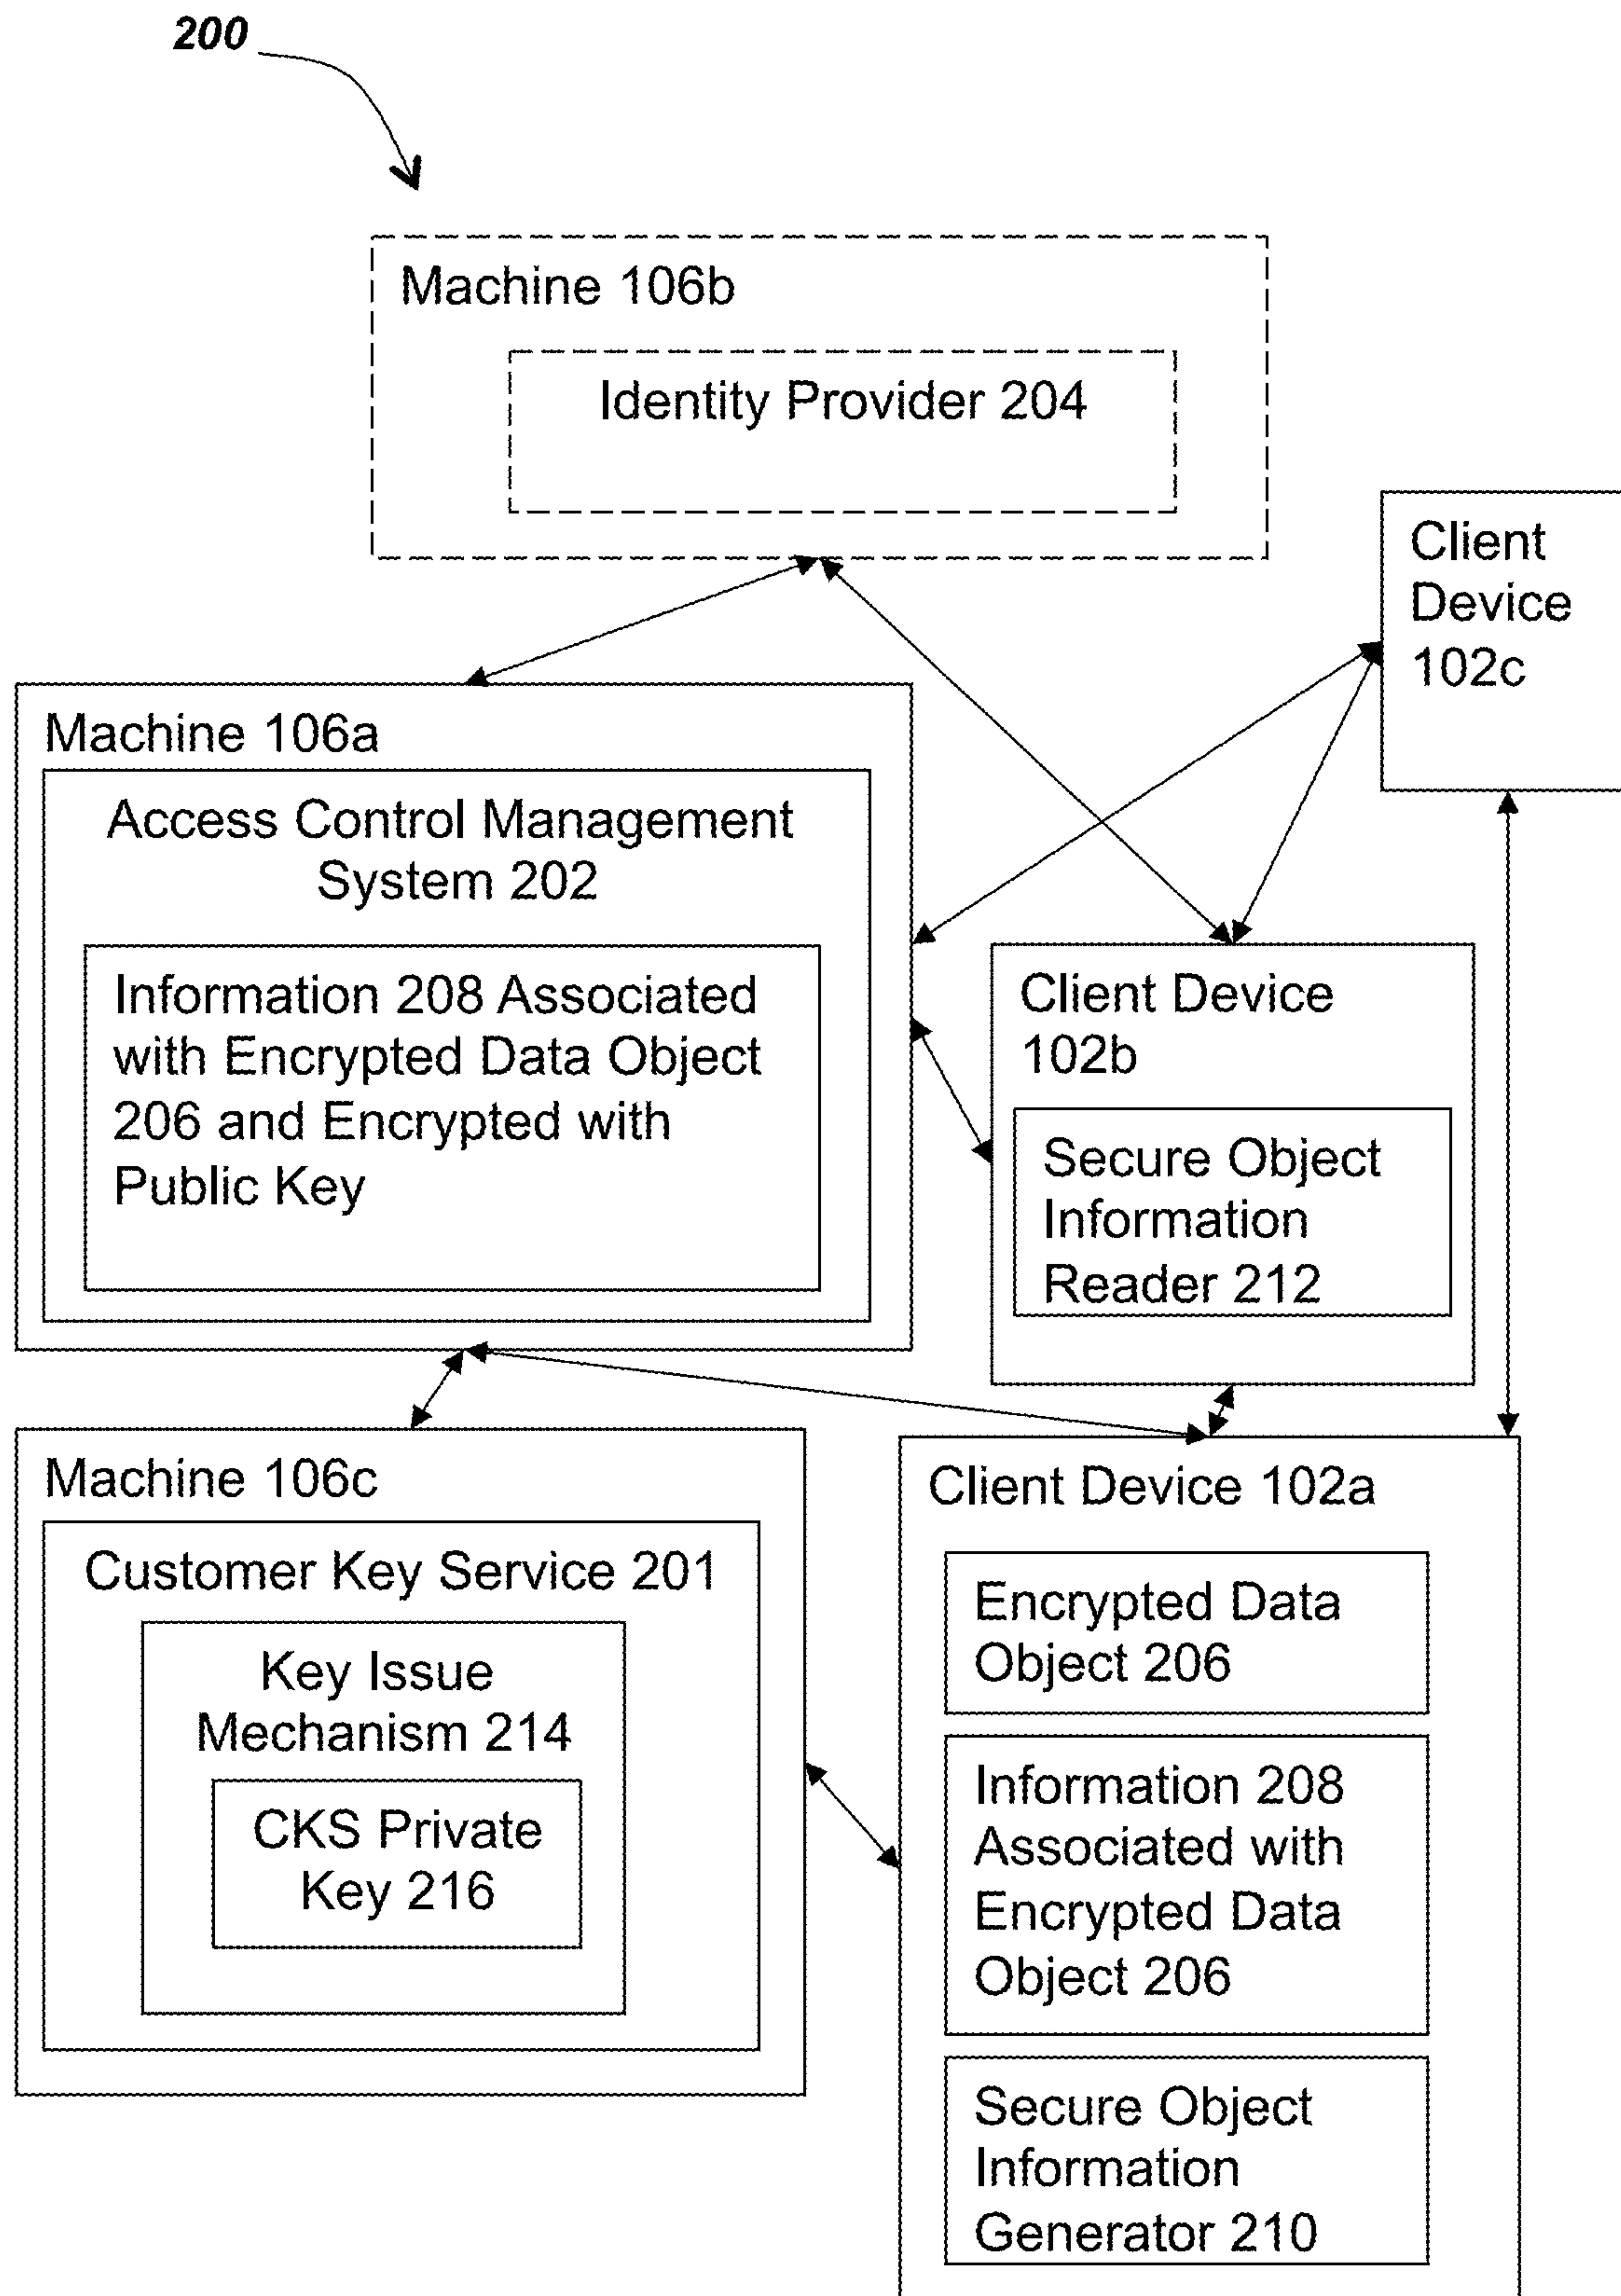 200
Machine 106b
Identity Provider 204
Client
Device
102c
Machine 106a
Access Control Management
System 202
Information 208 Associated
with Encrypted Data Object
206 and Encrypted with
Public Key
Client Device
102b
Secure Object
Information
Reader 212
Machine 106c
Customer Key Service 201
Key Issue
Mechanism 214
CKS Private
Key 216
Client Device 102a
Encrypted Data
Object 206
Information 208
Associated with
Encrypted Data
Object 206
Secure Object
Information
Generator 210